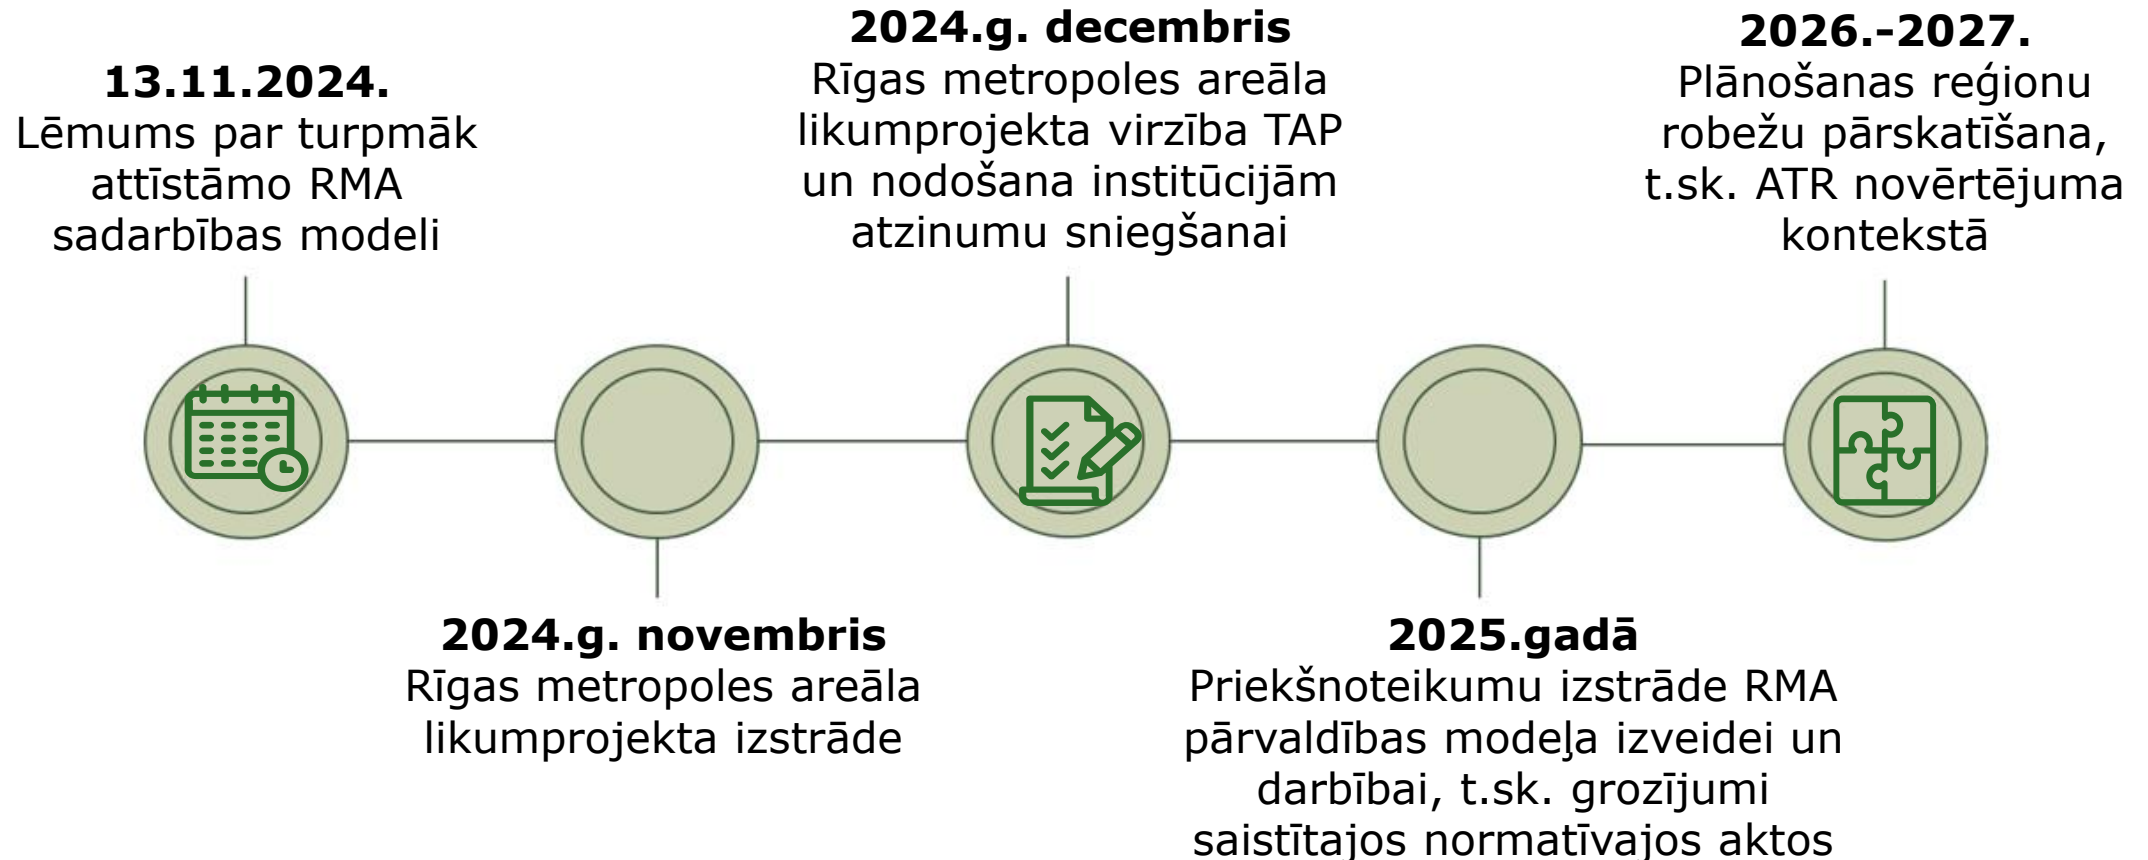 13.11.2024.
Lēmums par turpmāk
attīstāmo RMA
sadarbības modeli
2024.g. novembris
Rīgas metropoles areāla
likumprojekta izstrāde
2024.g. decembris
Rīgas metropoles areāla
likumprojekta virzība TAP
un nodošana institūcijām
atzinumu sniegšanai
2025.gadā
Priekšnoteikumu izstrāde RMA
pārvaldības modeļa izveidei un
darbībai, t.sk. grozījumi
saistītajos normatīvajos aktos
2026.-2027.
Plānošanas reģionu
robežu pārskatīšana,
t.sk. ATR novērtējuma
kontekstā